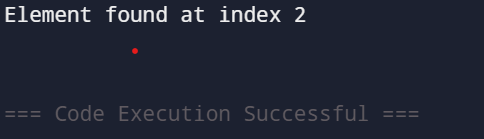 Element found at index 2
=== Code Execution Successful ===